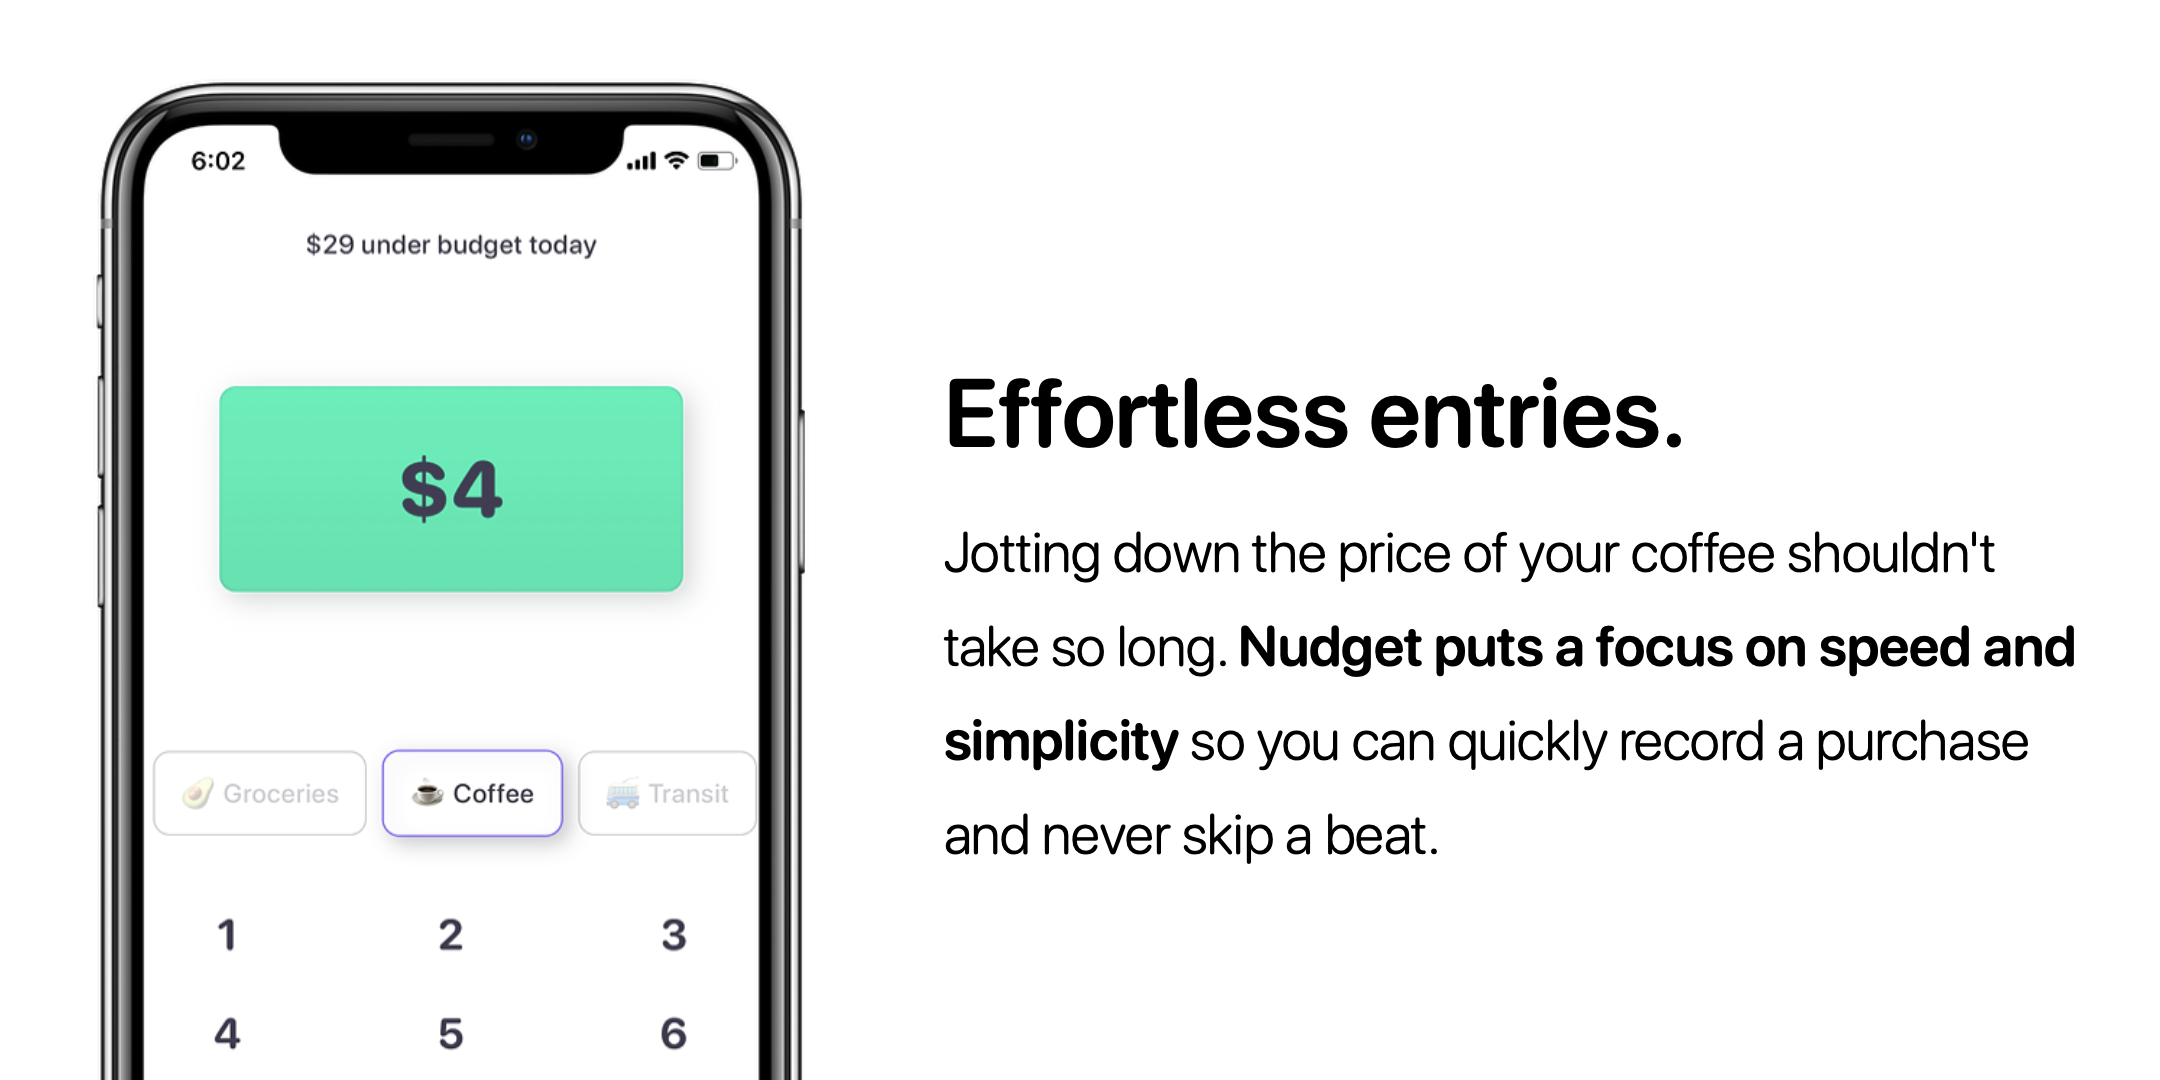 6:02
$29 under budget today
$4
Groceries
Coffee
Transit
1 2 3
4 5 6
Effortless entries.
Jotting down the price of your coffee shouldn't
take so long. Nudget puts a focus on speed and
simplicity so you can quickly record a purchase
and never skip a beat.